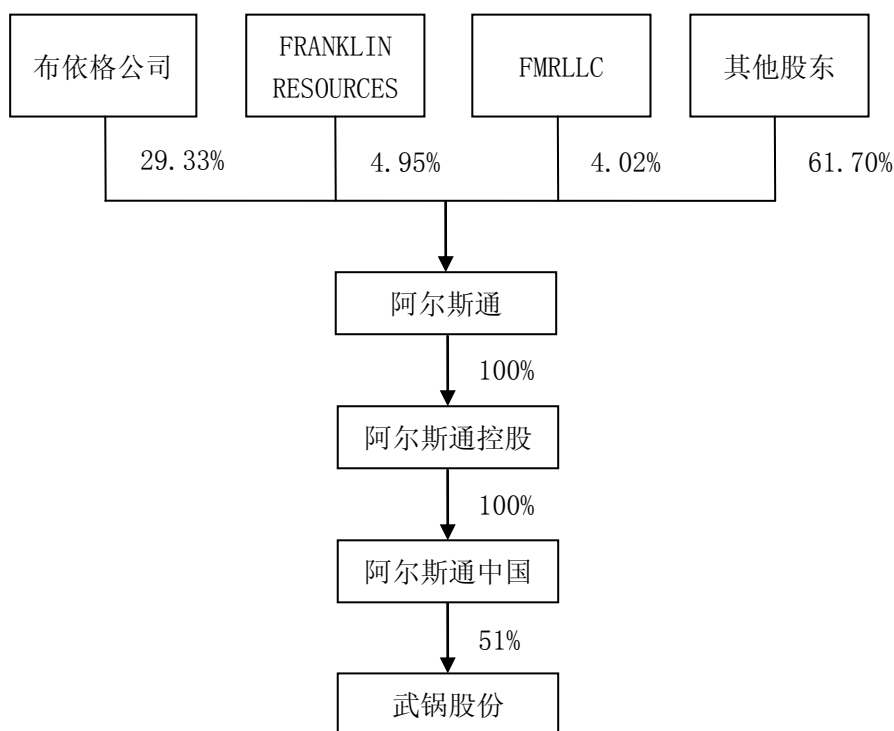 布依格公司
FRANKLIN
RESOURCES
FMRLLC
其他股东
29.33%
4.95%
4.02%
61.70%
阿尔斯通
100%
阿尔斯通控股
100%
阿尔斯通中国
51%
武锅股份